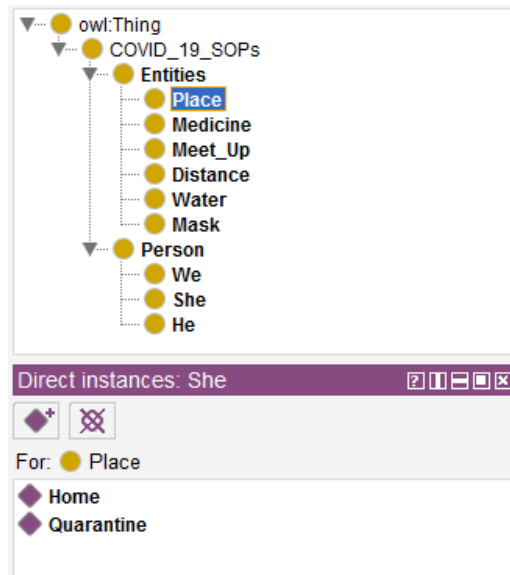 owl:Thing
COVID_19_SOPs
Entities
Place
Medicine
Meet_Up
Distance
Water
Mask
Person
We
She
He
Direct instances: She
For: Place
Home
Quarantine